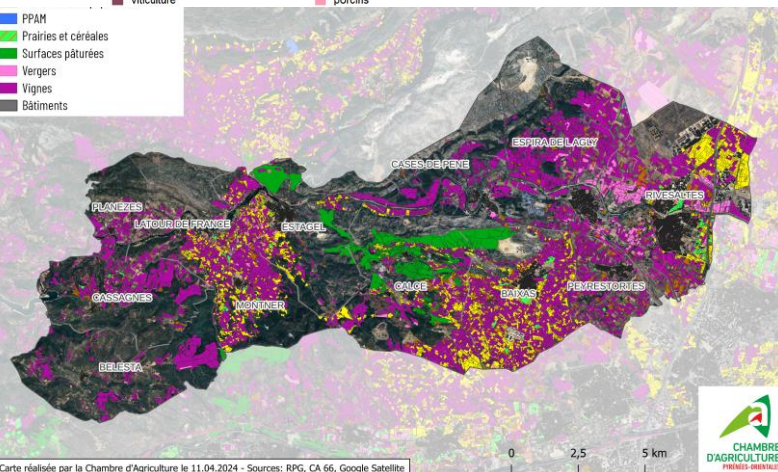 viticulture
porcins
PPAM
Prairies et céréales
Surfaces pâturées
Vergers
Vignes
Bâtiments
ESPIRA DE L AGLY
CASES-DE-PENE
RIVESALTES
PLANEZES
LATOUR DE FRANCE
ESTAGEL
CASSAGNES
CALCE
BAIXAS
PEYRESTORTES
MONTNER
BELESTA
0 2,5 5 km
CHAMBRE
D'AGRICULTURE
PYRÉNÉES-ORIENTALES
Carte réalisée par la Chambre d'Agriculture le 11.04.2024 - Sources: RPG, CA 66, Google Satellite